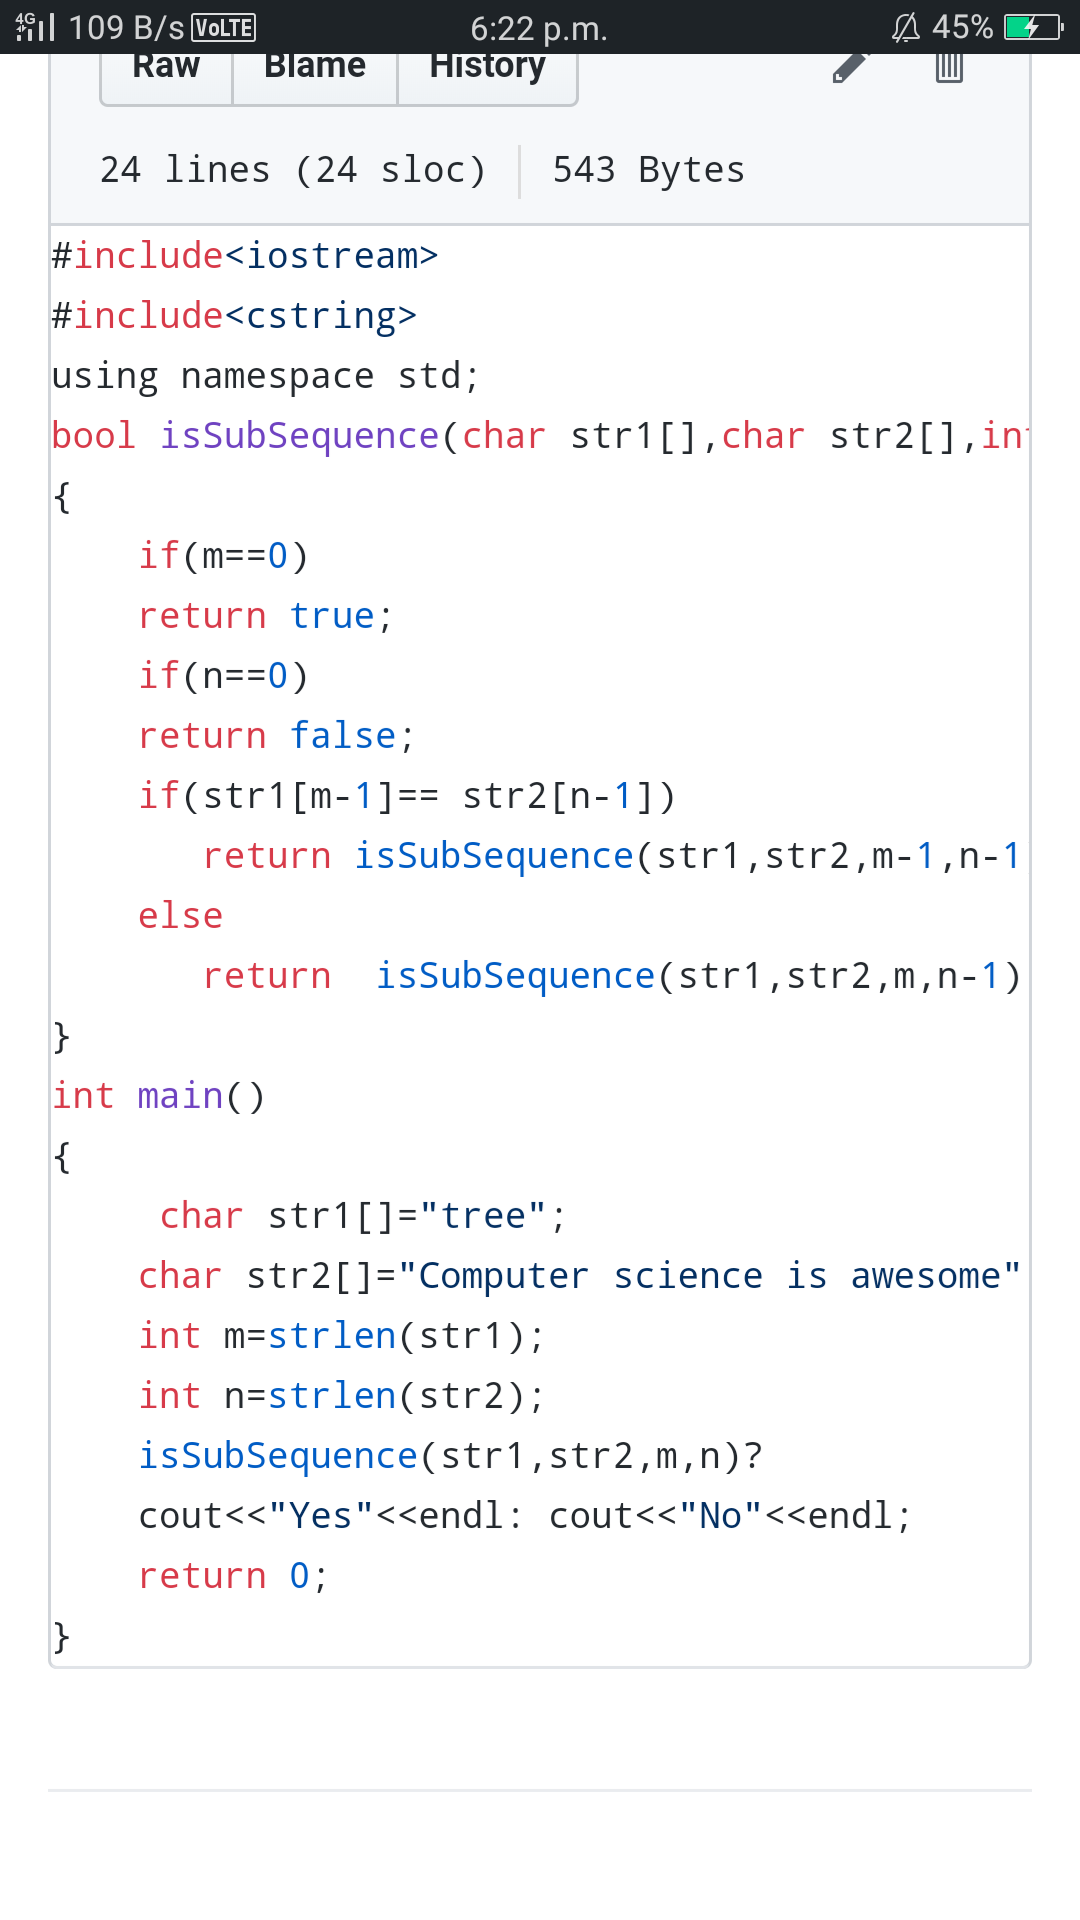 4G 109 B/s VoLTE 6:22 p.m. 45%
Raw Blame History
24 lines (24 sloc) 543 Bytes
#include<iostream>
#include<cstring>
using namespace std;
bool isSubSequence(char str1[],char str2[],int
{
if(m==0)
return true;
if(n==0)
return false;
if(str1[m-1]== str2[n-1])
return isSubSequence(str1,str2,m-1,n-1
else
return  isSubSequence(str1,str2,m,n-1)
}
int main()
{
char str1[]="tree";
char str2[]="Computer science is awesome"
int m=strlen(str1);
int n=strlen(str2);
isSubSequence(str1,str2,m,n)?
cout<<"Yes"<<endl: cout<<"No"<<endl;
return 0;
}